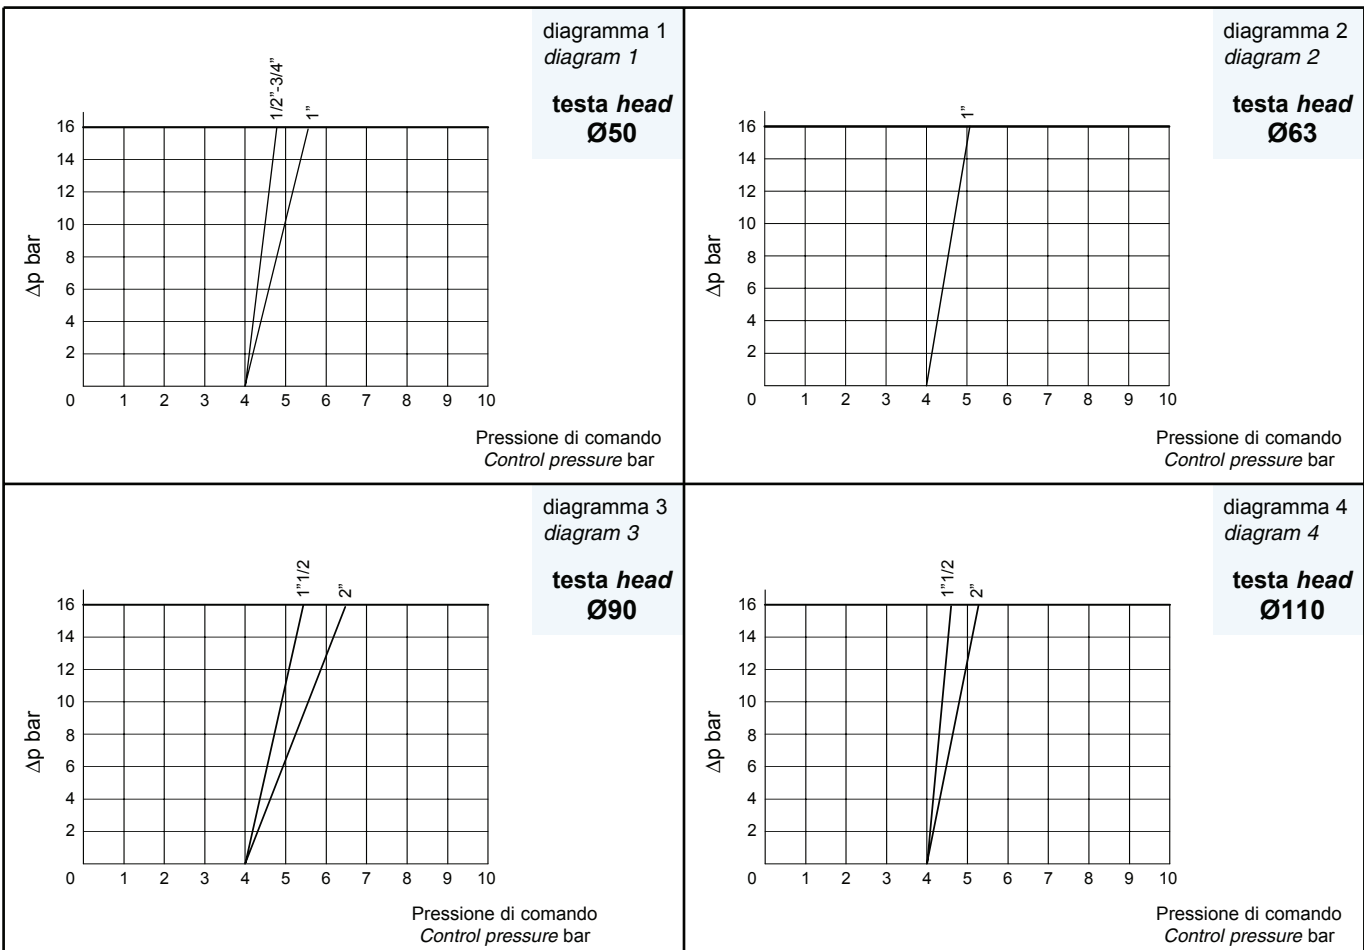 diagramma 1
diagram 1
testa head
Ø50
1/2”-3/4”
1”
16
14
12
10
8
6
4
2
Δp bar
0 1 2 3 4 5 6 7 8 9 10
Pressione di comando
Control pressure bar
diagramma 2
diagram 2
testa head
Ø63
1”
16
14
12
10
8
6
4
2
Δp bar
0 1 2 3 4 5 6 7 8 9 10
Pressione di comando
Control pressure bar
diagramma 3
diagram 3
testa head
Ø90
1”1/2
2”
16
14
12
10
8
6
4
2
Δp bar
0 1 2 3 4 5 6 7 8 9 10
Pressione di comando
Control pressure bar
diagramma 4
diagram 4
testa head
Ø110
1”1/2
2”
16
14
12
10
8
6
4
2
Δp bar
0 1 2 3 4 5 6 7 8 9 10
Pressione di comando
Control pressure bar